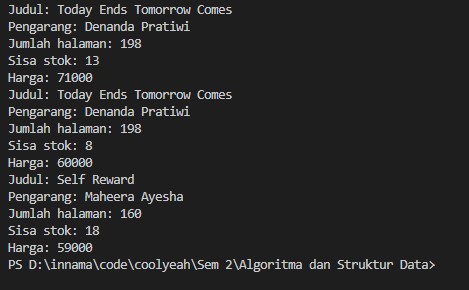 Judul: Today Ends Tomorrow Comes
Pengarang: Denanda Pratiwi
Jumlah halaman: 198
Sisa stok: 13
Harga: 71000
Judul: Today Ends Tomorrow Comes
Pengarang: Denanda Pratiwi
Jumlah halaman: 198
Sisa stok: 8
Harga: 60000
Judul: Self Reward
Pengarang: Maheera Ayesha
Jumlah halaman: 160
Sisa stok: 18
Harga: 59000
PS D:\innama\code\coolyeah\Sem 2\Algoritma dan Struktur Data>